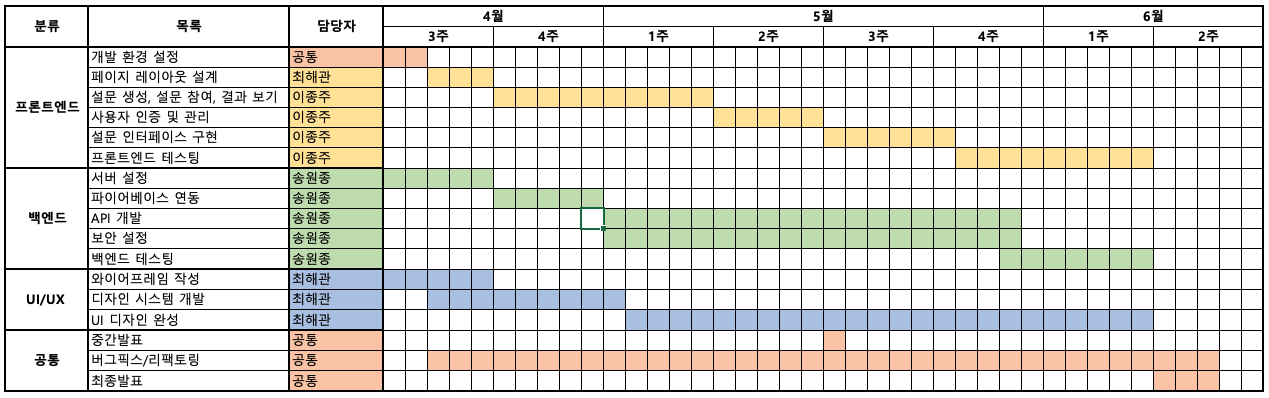 분류 목록 담당자 4월 5월 6월
3주 4주 1주 2주 3주 4주 1주 2주
프론트엔드
개발 환경 설정 공통
페이지 레이아웃 설계 최해관
설문 생성, 설문 참여, 결과 보기 이종주
사용자 인증 및 관리 이종주
설문 인터페이스 구현 이종주
프론트엔드 테스팅 이종주
백엔드
서버 설정 송원종
파이어베이스 연동 송원종
API 개발 송원종
보안 설정 송원종
백엔드 테스팅 송원종
UI/UX
와이어프레임 작성 최해관
디자인 시스템 개발 최해관
UI 디자인 완성 최해관
공통
중간발표 공통
버그픽스/리팩토링 공통
최종발표 공통